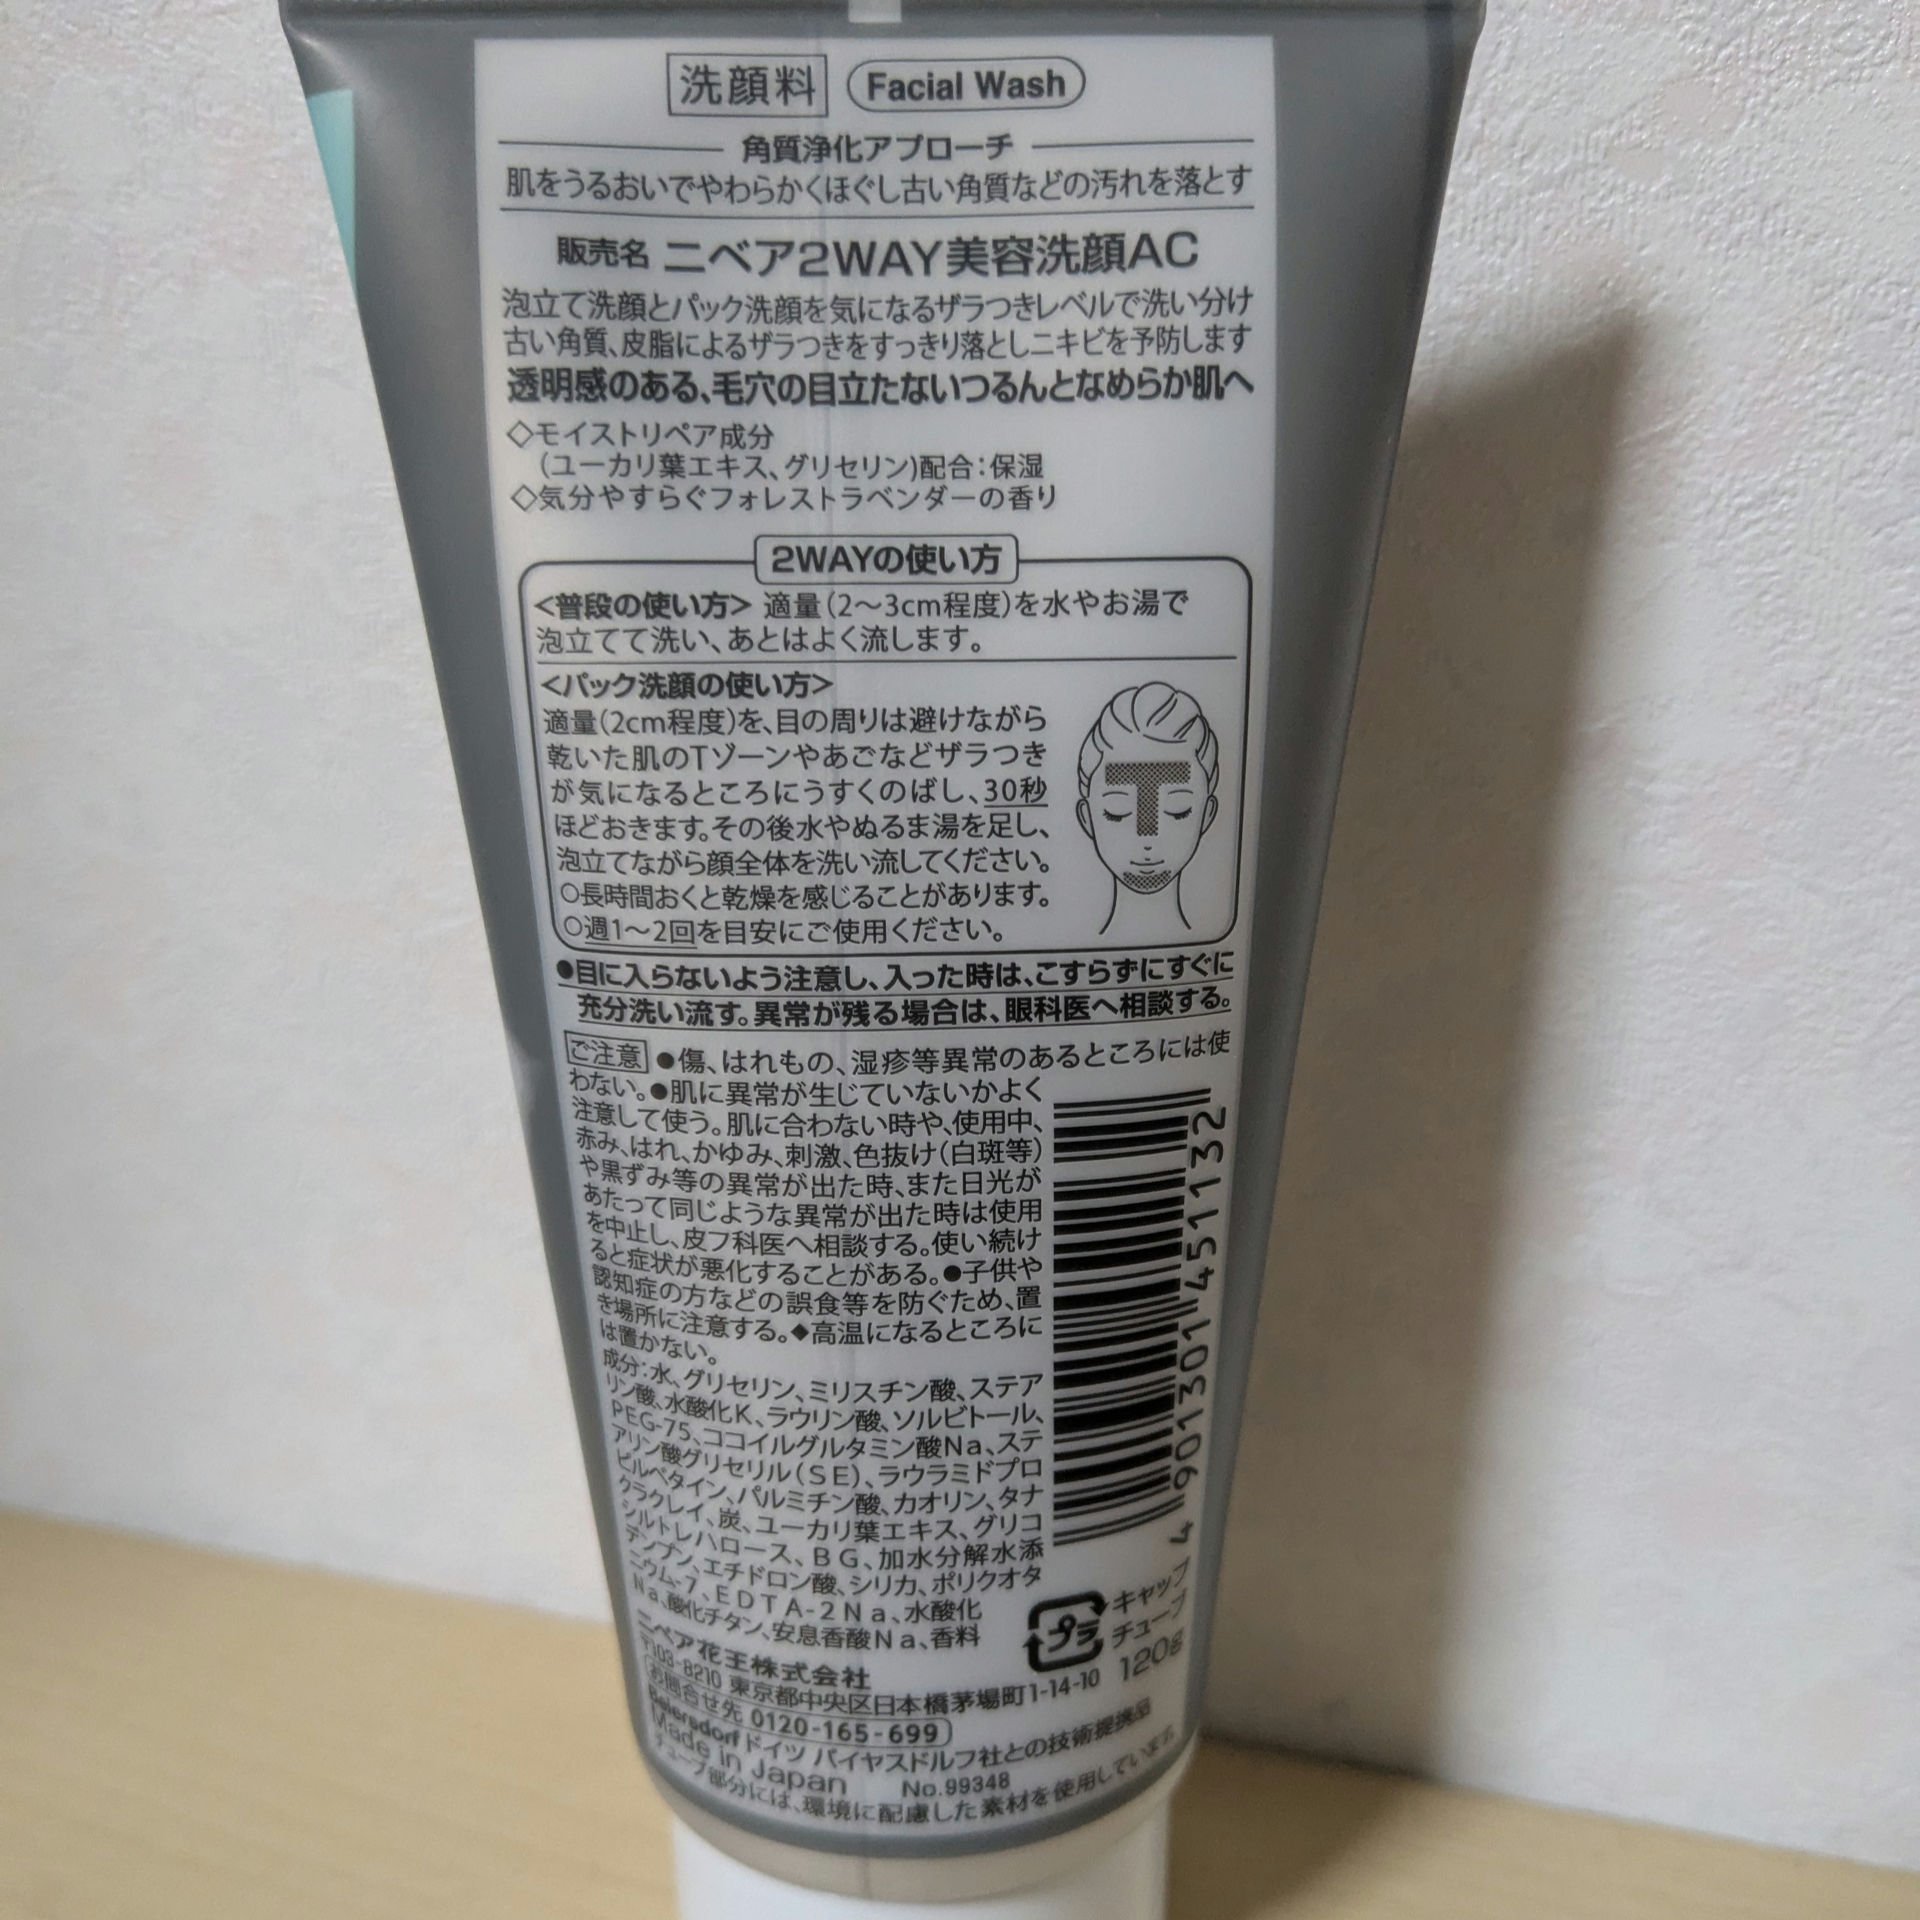 洗顔料 Facial Wash
角質浄化アプローチ
肌をうるおいでやわらかくほぐし古い角質などの汚れを落とす
販売名 ニベア2WAY美容洗顔AC
泡立て洗顔とパック洗顔を気になるザラつきレベルで洗い分け
古い角質、皮脂によるザラつきをすっきり落としニキビを予防します
透明感のある、毛穴の目立たないつるんとなめらか肌へ
◇モイストリペア成分
(ユーカリ葉エキス、グリセリン)配合:保湿
◇気分やすらぐフォレストラベンダーの香り
2WAYの使い方
<普段の使い方> 適量(2〜3cm程度)を水やお湯で
泡立てて洗い、あとはよく流します。
<パック洗顔の使い方>
適量(2cm程度)を、目の周りは避けながら
乾いた肌のTゾーンやあごなどザラつき
が気になるところにうすくのばし、30秒
ほどおきます。その後水やぬるま湯を足し、
泡立てながら顔全体を洗い流してください。
○長時間おくと乾燥を感じることがあります。
○週1〜2回を目安にご使用ください。
●目に入らないよう注意し、入った時は、こすらずにすぐに
充分洗い流す。異常が残る場合は、眼科医へ相談する。
ご注意 ●傷、はれもの、湿疹等異常のあるところには使
わない。●肌に異常が生じていないかよく
注意して使う。肌に合わない時や、使用中、
赤み、はれ、かゆみ、刺激、色抜け(白斑等)
や黒ずみ等の異常が出た時、また日光が
あたって同じような異常が出た時は使用
を中止し、皮フ科医へ相談する。使い続け
ると症状が悪化することがある。●子供や
認知症の方などの誤食等を防ぐため、置
き場所に注意する。◆高温になるところに
は置かない。
成分:水、グリセリン、ミリスチン酸、ステア
リン酸、水酸化K、ラウリン酸、ソルビトール、
PEG-75、ココイルグルタミン酸Na、ステ
アリン酸グリセリル(SE)、ラウラミドプロ
ピルベタイン、パルミチン酸、カオリン、タナ
クラクレイ、炭、ユーカリ葉エキス、グリコ
シルトレハロース、BG、加水分解水添
デンプン、エチドロン酸、シリカ、ポリクオタ
ニウム-7、EDTA-2Na、水酸化
Na、酸化チタン、安息香酸Na、香料
4 901301 451132
プラ
キャップ
チューブ
120g
ニベア花王株式会社
〒103-8210 東京都中央区日本橋茅場町1-14-10
お問合せ先 0120-165-699
Beiersdorf ドイツ バイヤスドルフ社との技術提携品
Made in Japan No.99348
チューブ部分には、環境に配慮した素材を使用しています。